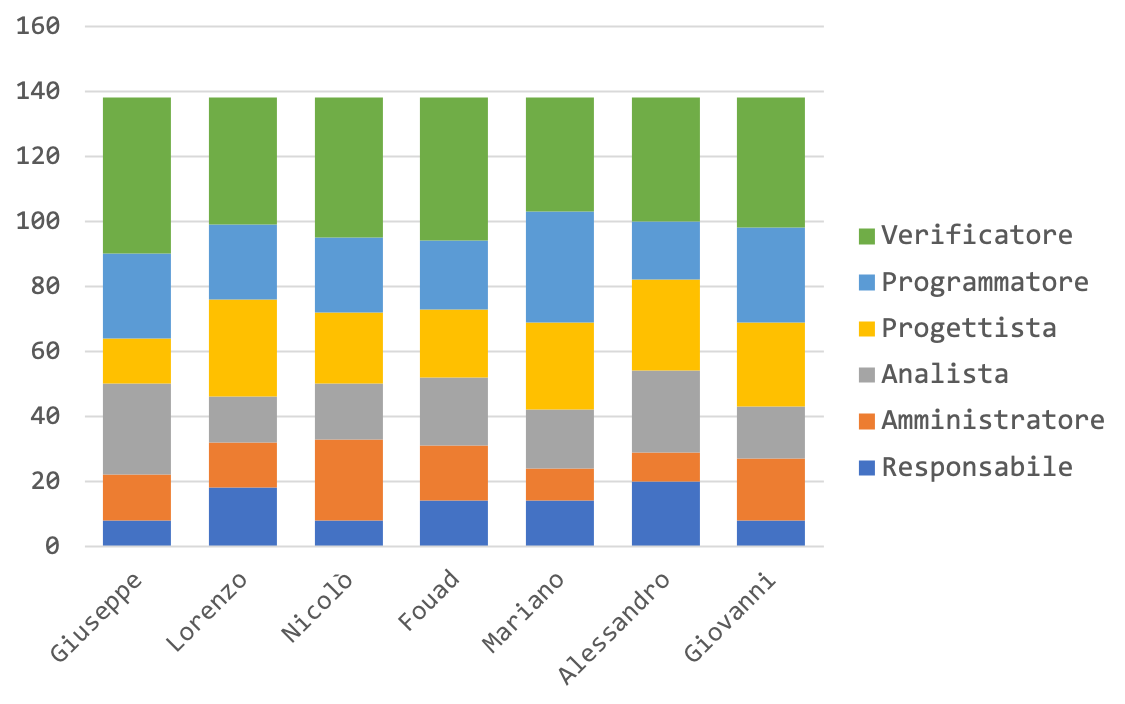 160
140
120
100
80
60
40
20
0
Giuseppe
Lorenzo
Nicolò
Fouad
Mariano
Alessandro
Giovanni
Verificatore
Programmatore
Progettista
Analista
Amministratore
Responsabile